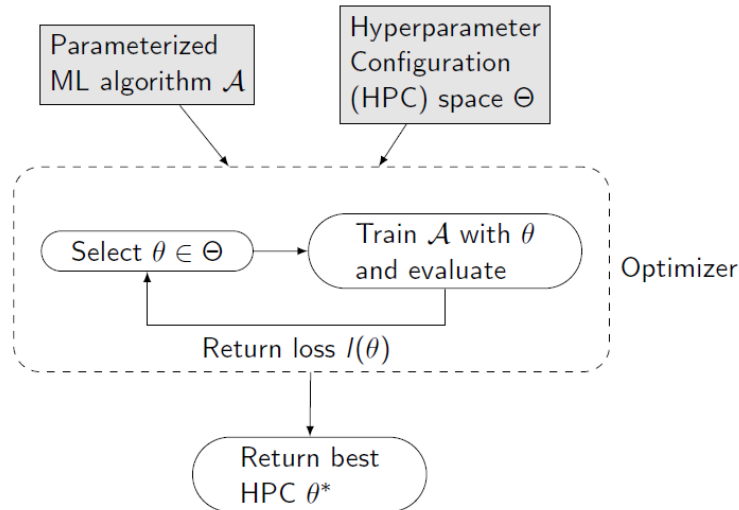 Parameterized
ML algorithm 𝒜
Hyperparameter
Configuration
(HPC) space Θ
Select θ ∈ Θ
Train 𝒜 with θ
and evaluate
Optimizer
Return loss l(θ)
Return best
HPC θ*